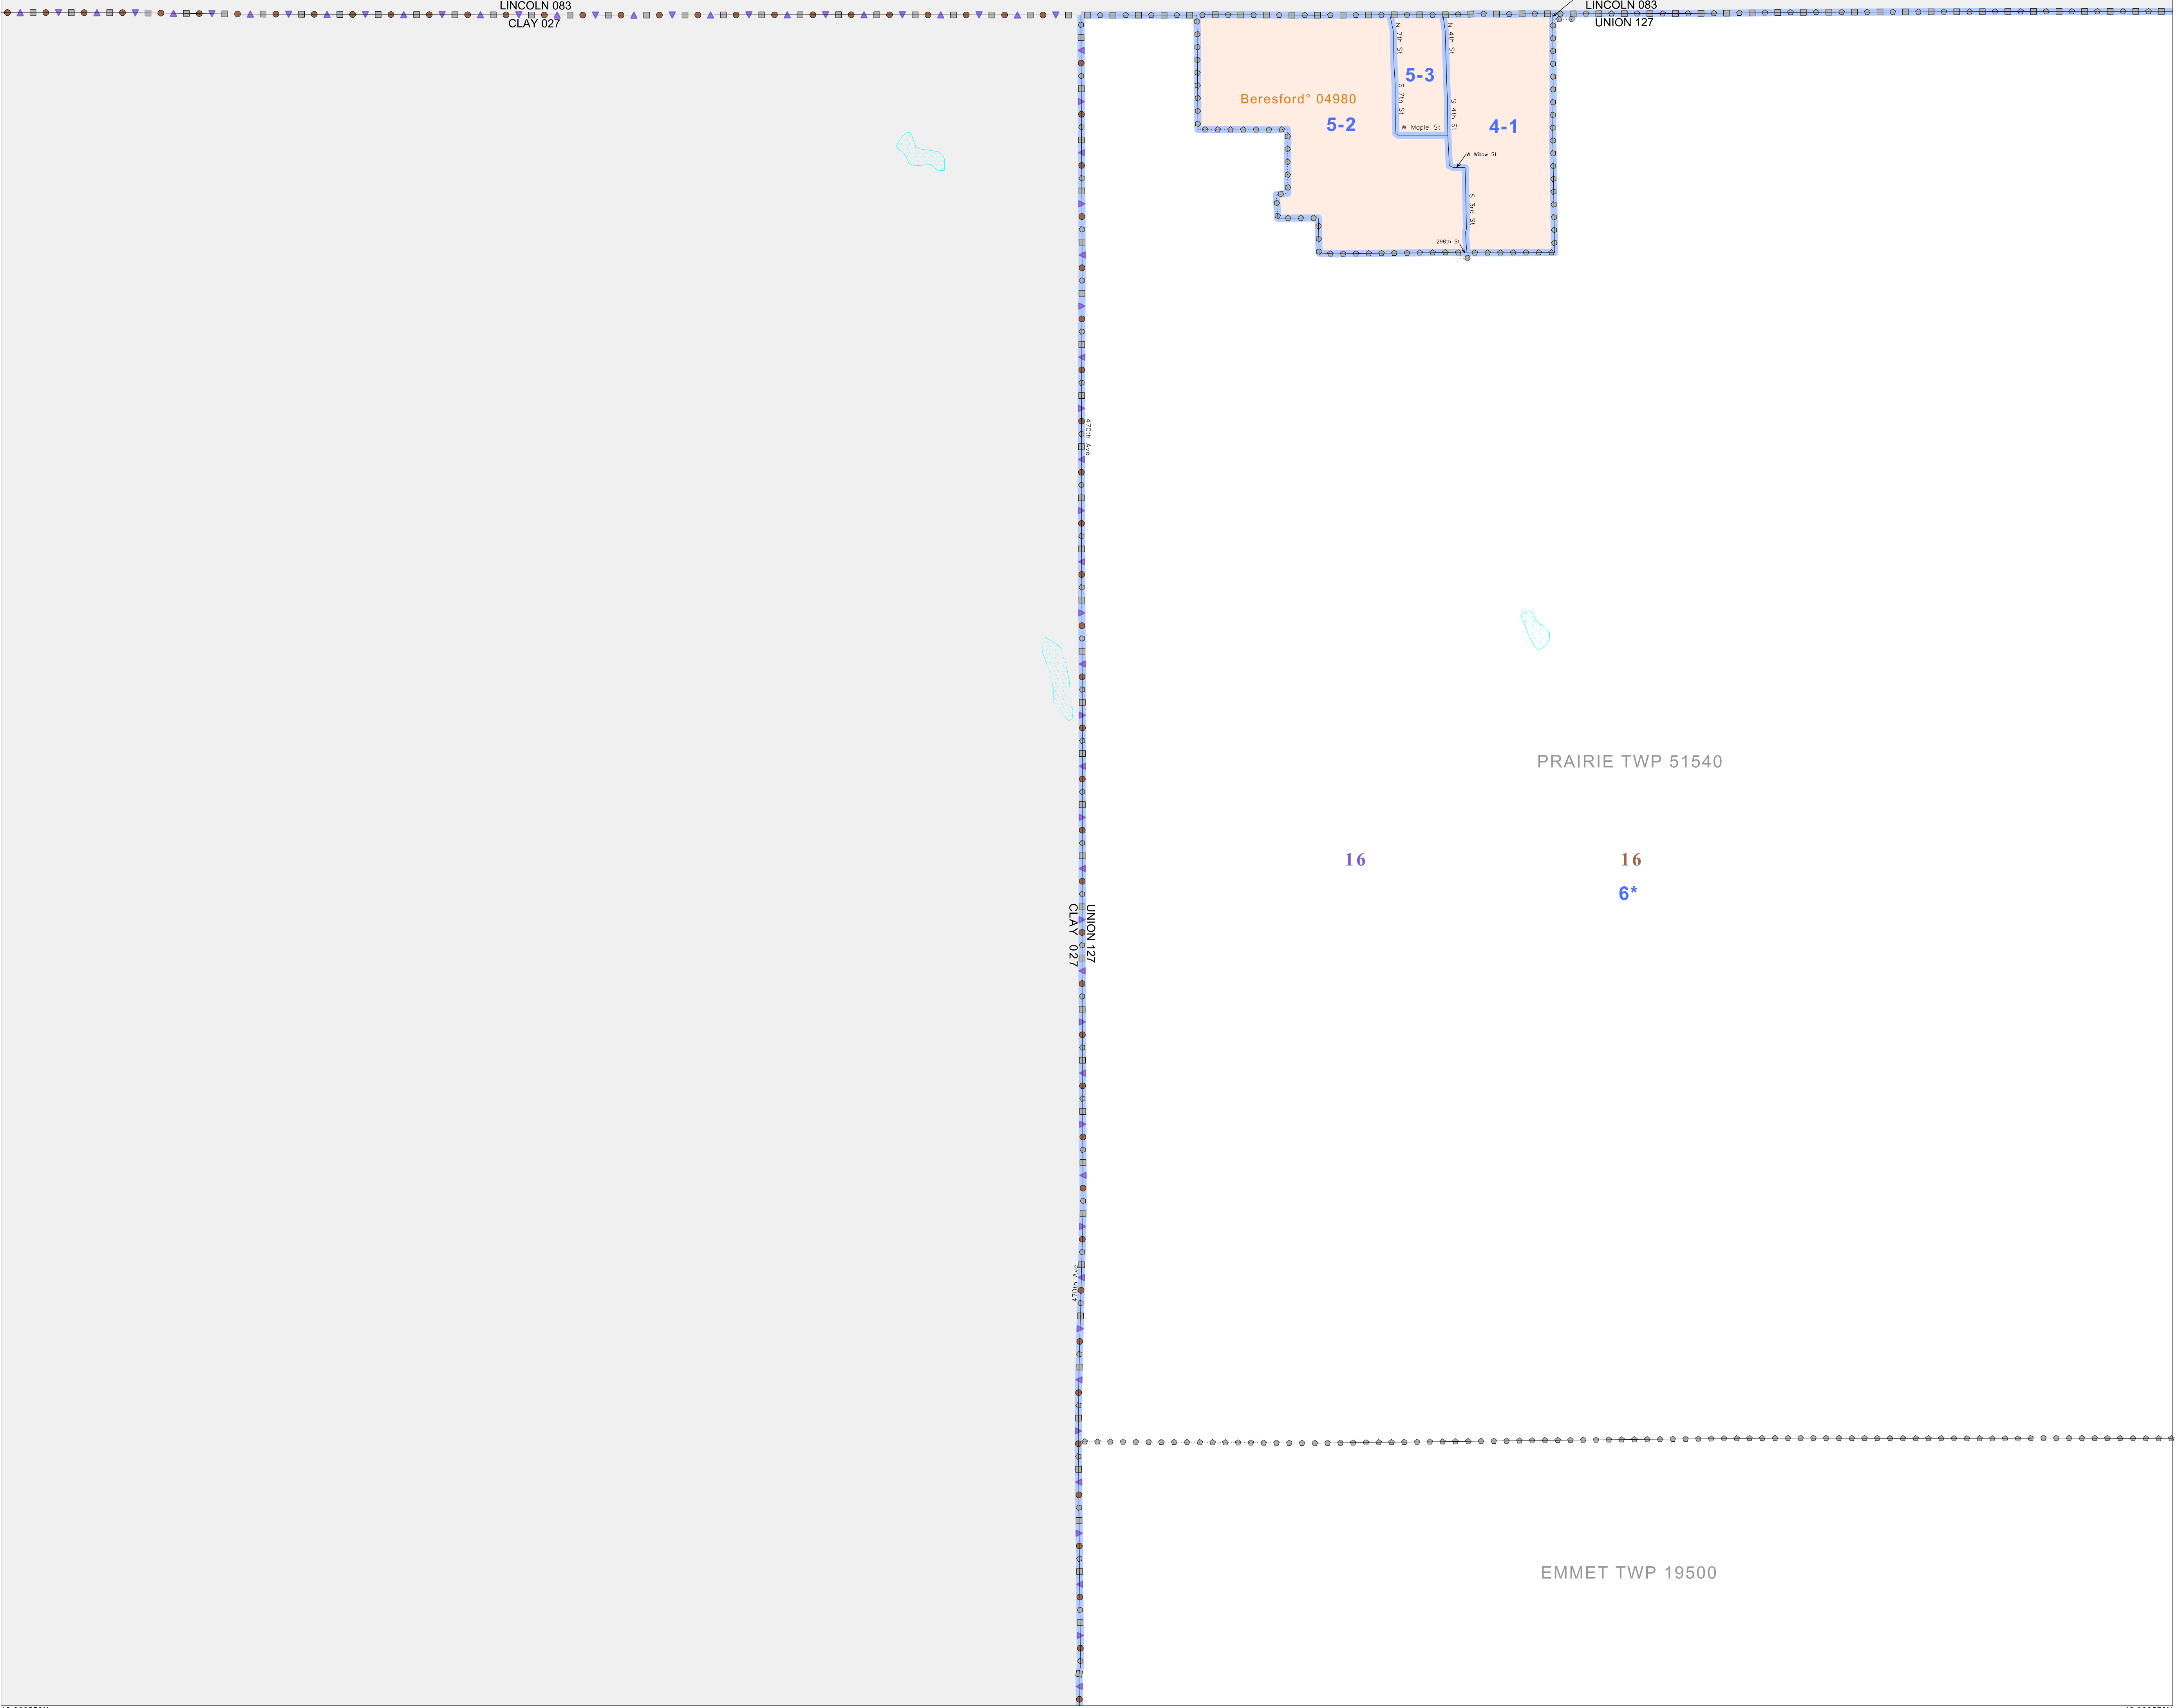 LINCOLN 083
CLAY 027
LINCOLN 083
UNION 127
N 7th St
N 4th St
5-3
Beresford° 04980
S 7th St
S 4th St
5-2
4-1
W Maple St
W Willow St
S 3rd St
298th St
470th Ave
PRAIRIE TWP 51540
16
16
6*
UNION 127
CLAY 027
470th Ave
EMMET TWP 19500